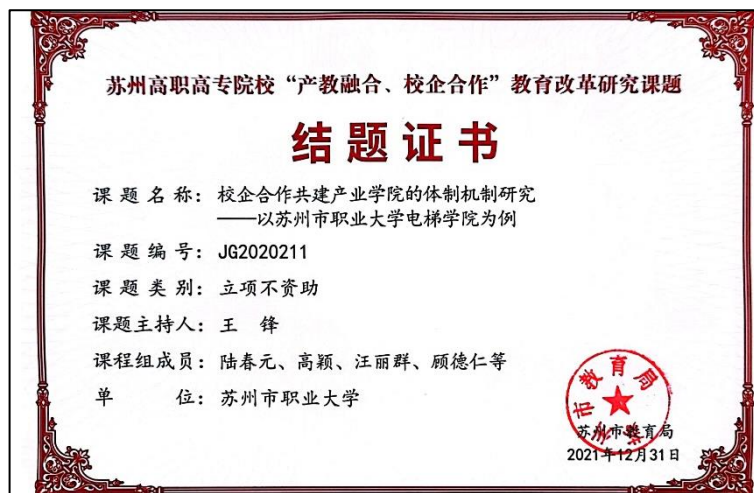 苏州高职高专院校“产教融合、校企合作”教育改革研究课题
结题证书
课题名称：校企合作共建产业学院的体制机制研究
——以苏州市职业大学电梯学院为例
课题编号：JG2020211
课题类别：立项不资助
课题主持人：王 锋
课程组成员：陆春元、高颖、汪丽群、顾德仁等
单 位：苏州市职业大学
苏州市教育局
苏州市教育局
2021年12月31日